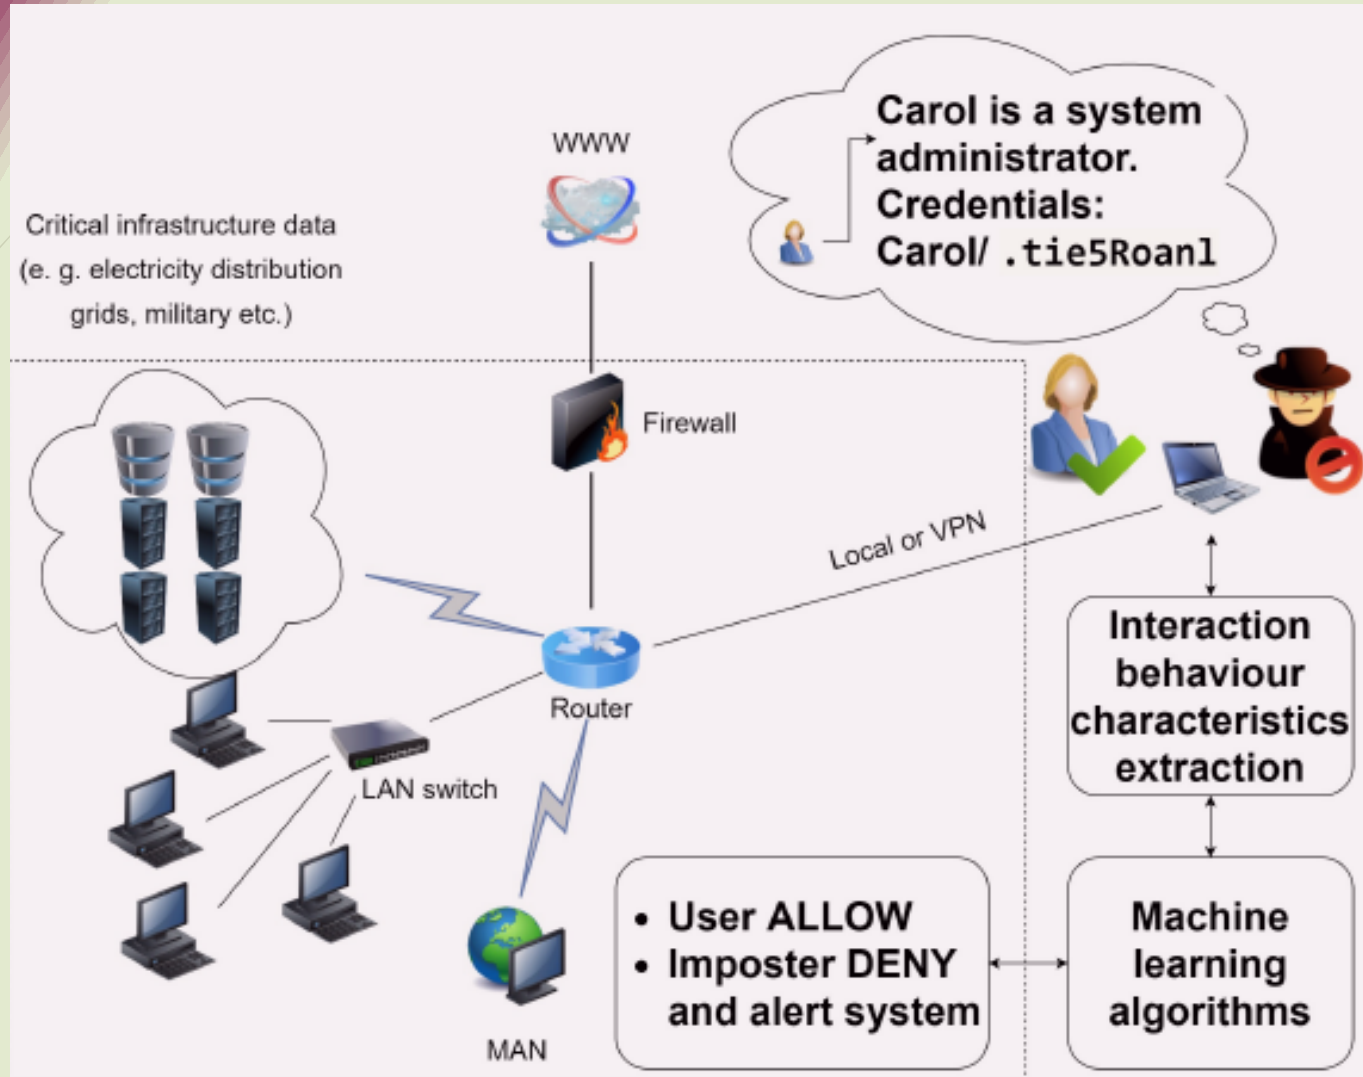 WWW
Carol is a system
administrator.
Credentials:
Carol/ .tie5Roanl
Critical infrastructure data
(e. g. electricity distribution
grids, military etc.)
Firewall
Local or VPN
Router
LAN switch
MAN
Interaction
behaviour
characteristics
extraction
Machine
learning
algorithms
• User ALLOW
• Imposter DENY
and alert system